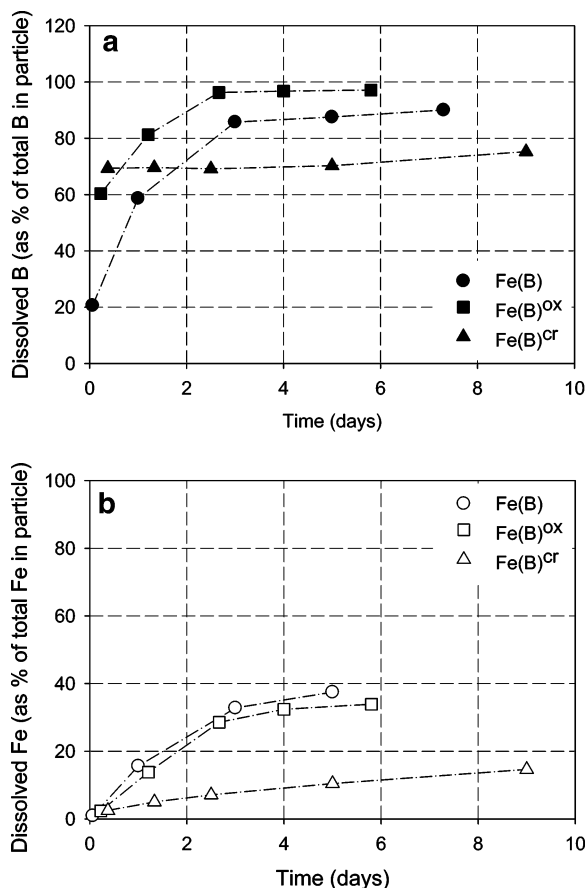 a
Dissolved B (as % of total B in particle)
120
100
80
60
40
20
0
Fe(B)
Fe(B)ox
Fe(B)cr
0 2 4 6 8 10
Time (days)
b
Dissolved Fe (as % of total Fe in particle)
100
80
60
40
20
0
Fe(B)
Fe(B)ox
Fe(B)cr
0 2 4 6 8 10
Time (days)